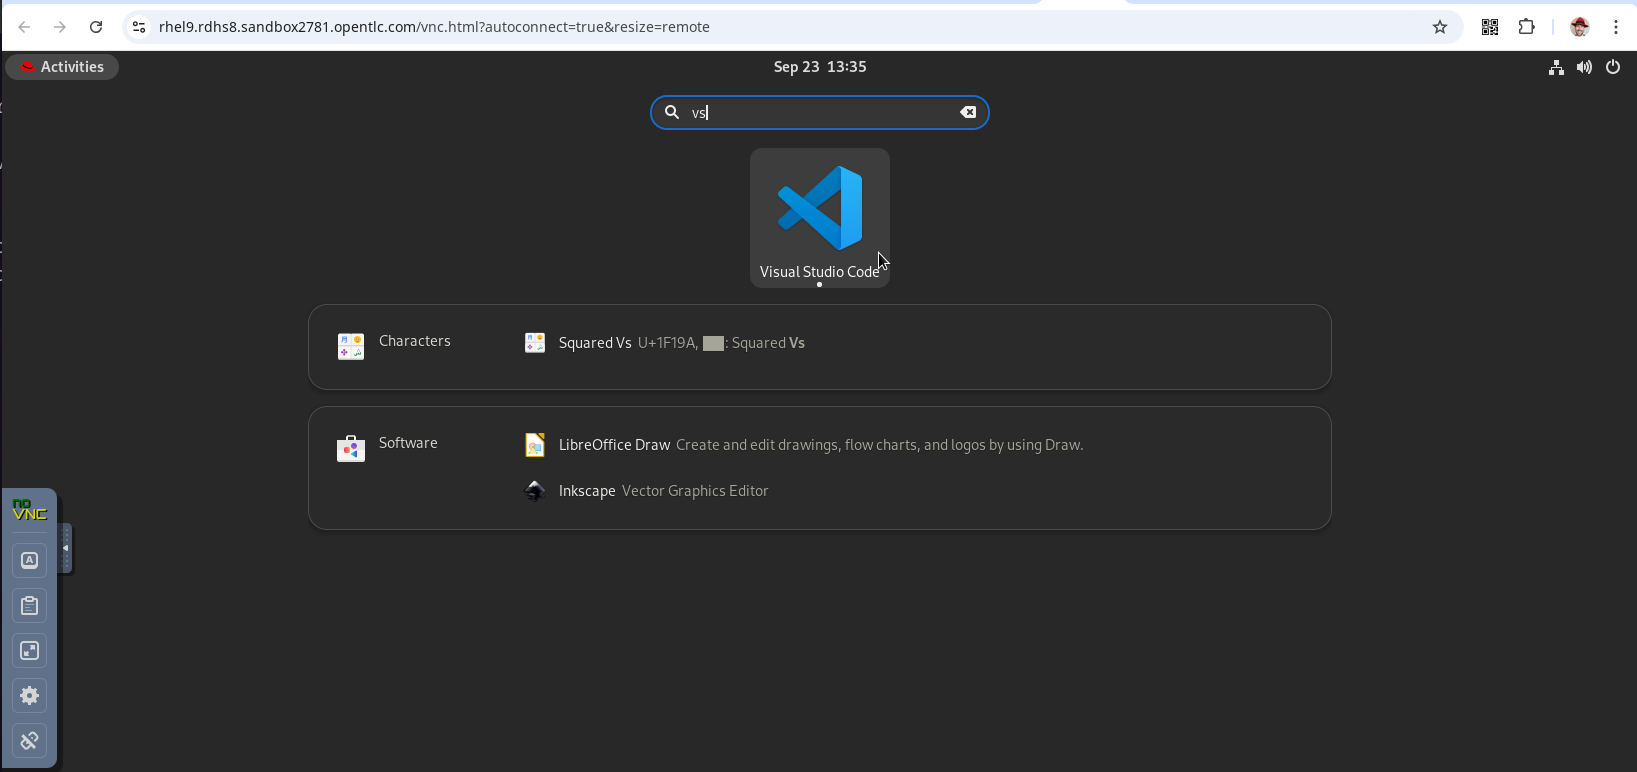 rhel9.rdhs8.sandbox2781.opentlc.com/vnc.html?autoconnect=true&resize=remote
Activities
Sep 23 13:35
vs
Visual Studio Code
Characters
Squared Vs U+1F19A, : Squared Vs
Software
LibreOffice Draw Create and edit drawings, flow charts, and logos by using Draw.
Inkscape Vector Graphics Editor
no
VNC
A